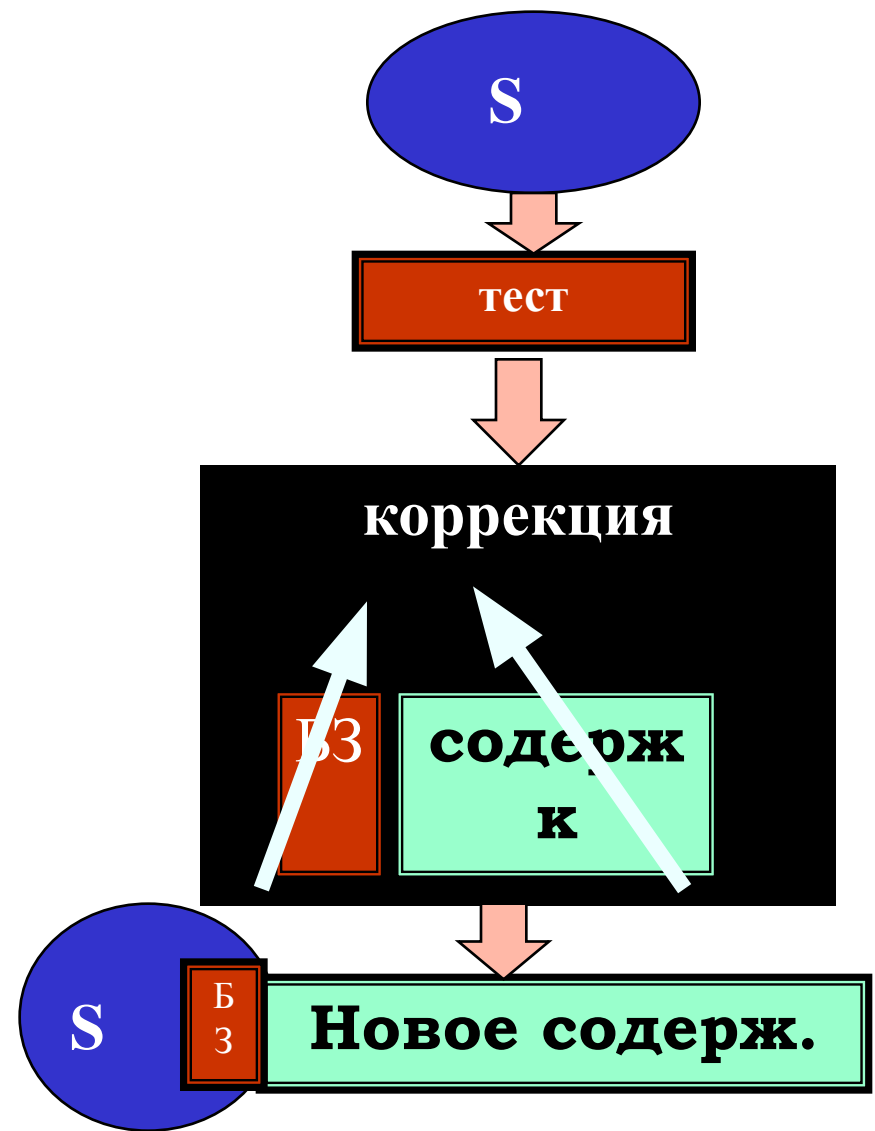 S
тест
коррекция
БЗ
содерж
к
S
Б
З
Новое содерж.